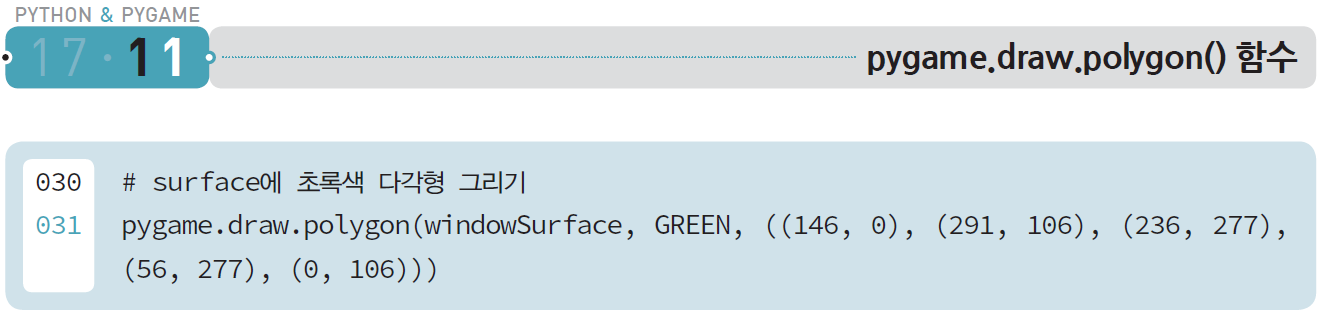 PYTHON & PYGAME
17·11
pygame.draw.polygon() 함수
030 # surface에 초록색 다각형 그리기
031 pygame.draw.polygon(windowSurface, GREEN, ((146, 0), (291, 106), (236, 277),
(56, 277), (0, 106)))